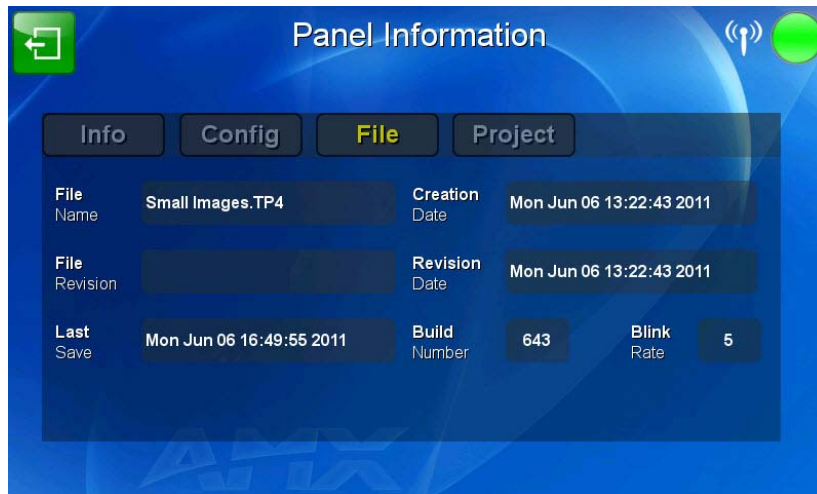 Panel Information
Info Config File Project
File Name Small Images.TP4 Creation Date Mon Jun 06 13:22:43 2011
File Revision Revision Date Mon Jun 06 13:22:43 2011
Last Save Mon Jun 06 16:49:55 2011 Build Number 643 Blink Rate 5
AMX